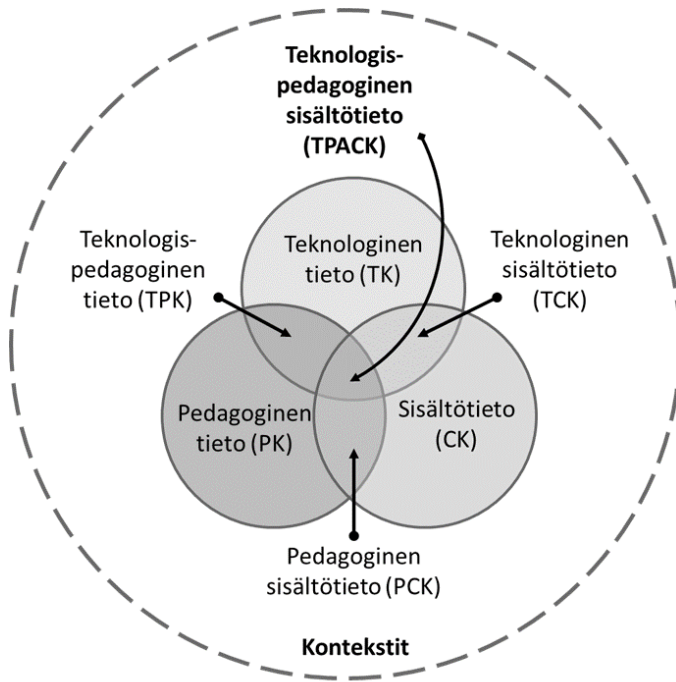 Teknologis-
pedagoginen
sisältötieto
(TPACK)
Teknologis-
pedagoginen
tieto (TPK)
Teknologinen
tieto (TK)
Teknologinen
sisältötieto
(TCK)
Pedagoginen
tieto (PK)
Sisältötieto
(CK)
Pedagoginen
sisältötieto (PCK)
Kontekstit